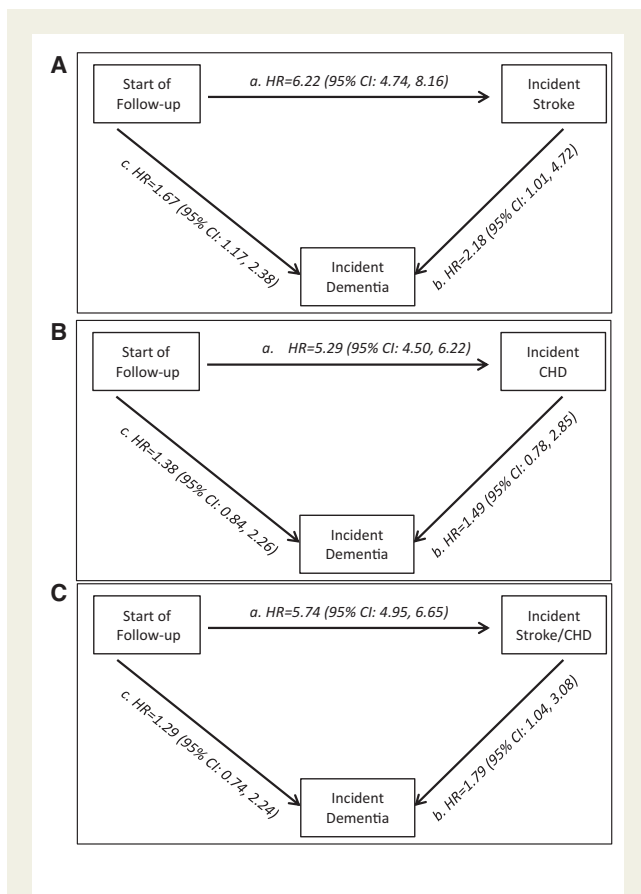 A
Start of
Follow-up
a. HR=6.22 (95% CI: 4.74, 8.16)
Incident
Stroke
c. HR=1.67 (95% CI: 1.17, 2.38)
b. HR=2.18 (95% CI: 1.01, 4.72)
Incident
Dementia
B
Start of
Follow-up
a. HR=5.29 (95% CI: 4.50, 6.22)
Incident
CHD
c. HR=1.38 (95% CI: 0.84, 2.26)
b. HR=1.49 (95% CI: 0.78, 2.85)
Incident
Dementia
C
Start of
Follow-up
a. HR=5.74 (95% CI: 4.95, 6.65)
Incident
Stroke/CHD
c. HR=1.29 (95% CI: 0.74, 2.24)
b. HR=1.79 (95% CI: 1.04, 3.08)
Incident
Dementia